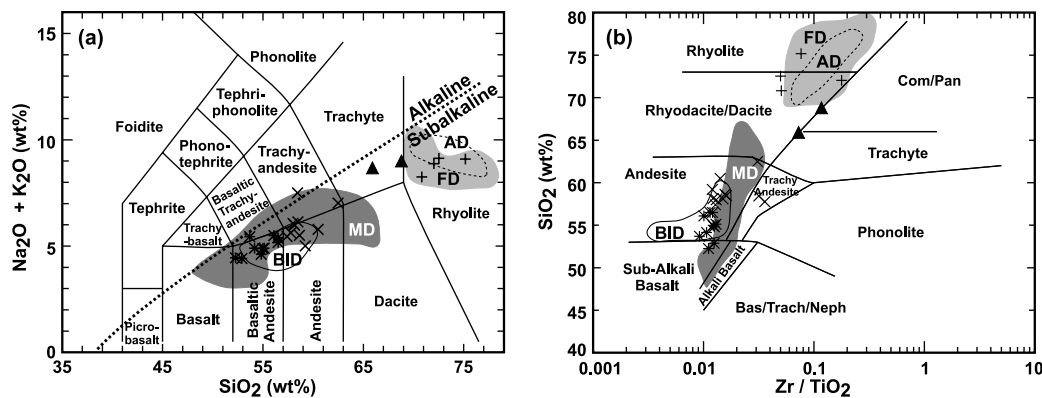 (a)
Na2O + K2O (wt%)
15
10
5
0
35
45
55
65
75
SiO2 (wt%)
Phonolite
Tephri-
phonolite
Foidite
Phono-
tephrite
Tephrite
Trachyte
Trachy-
andesite
Basaltic
Trachy-
andesite
Trachy-
basalt
Alkaline
Subalkaline
AD
FD
Rhyolite
MD
BID
Picro-
basalt
Basalt
Basaltic
Andesite
Andesite
Dacite
(b)
SiO2 (wt%)
80
70
60
50
40
0.001
0.01
0.1
1
10
Zr / TiO2
FD
AD
Rhyolite
Com/Pan
Rhyodacite/Dacite
Trachyte
Andesite
MD
Trachy
Andesite
BID
Phonolite
Sub-Alkali
Basalt
Alkali Basalt
Bas/Trach/Neph